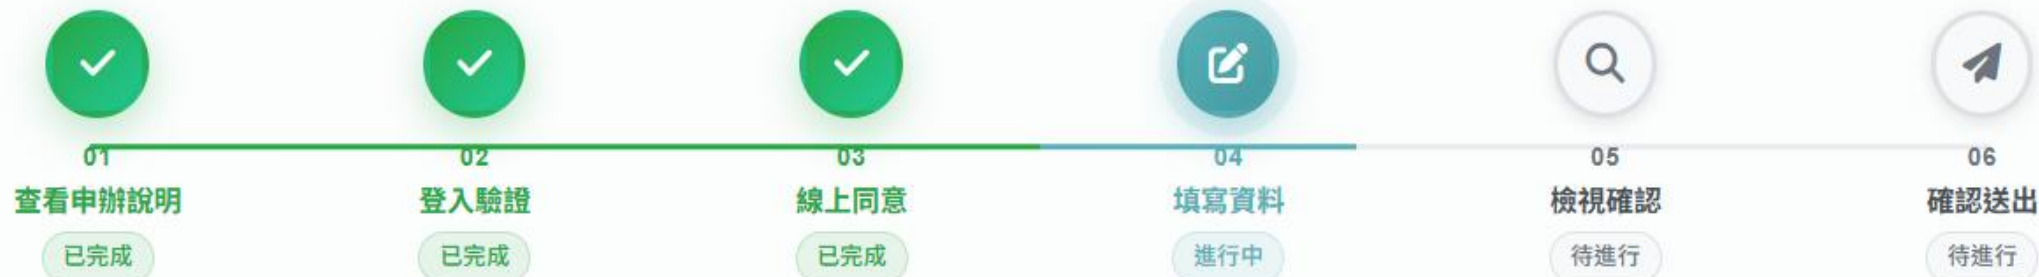 01 02 03 04 05 06
查看申辦說明 登入驗證 線上同意 填寫資料 檢視確認 確認送出
已完成 已完成 已完成 進行中 待進行 待進行